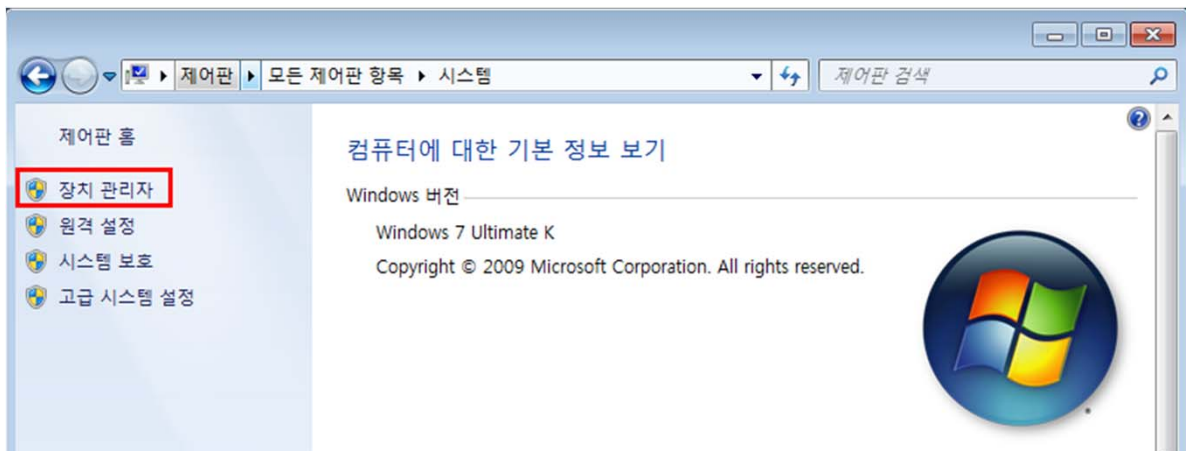 제어판 모든 제어판 항목 시스템
제어판 검색
제어판 홈
장치 관리자
원격 설정
시스템 보호
고급 시스템 설정
컴퓨터에 대한 기본 정보 보기
Windows 버전
Windows 7 Ultimate K
Copyright © 2009 Microsoft Corporation. All rights reserved.